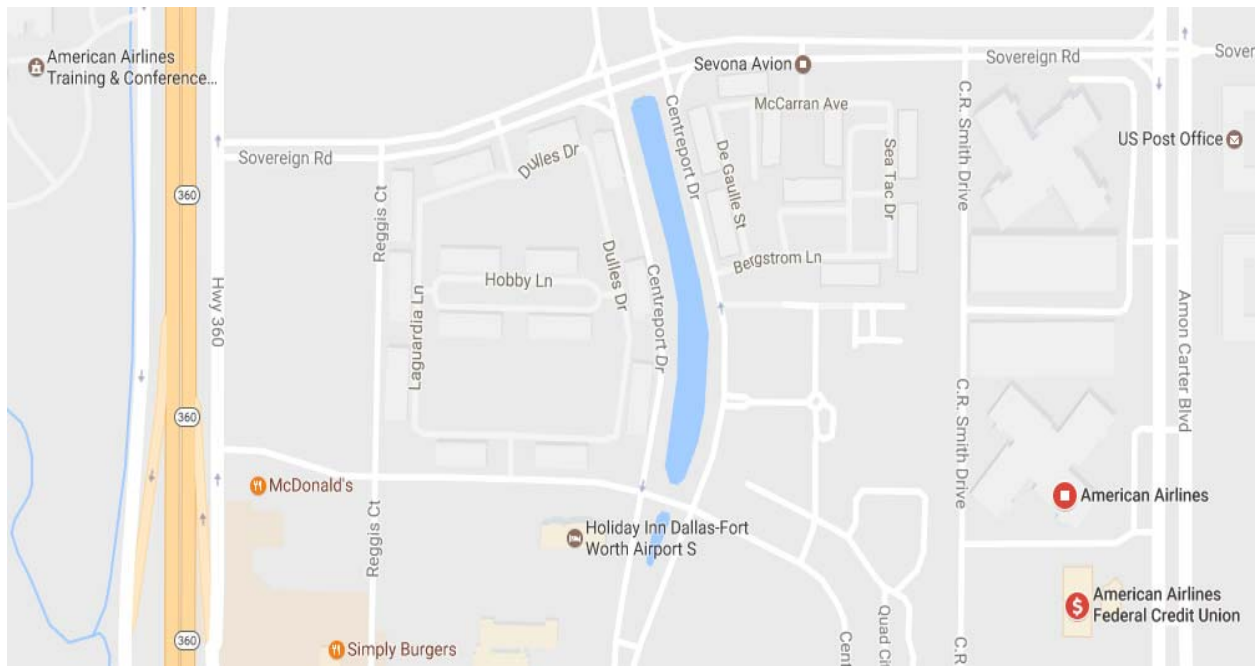 American Airlines
Training & Conference...
Sevona Avion
Sovereign Rd
Sover
McCarran Ave
Centreport Dr
C.R. Smith Drive
US Post Office
Dulles Dr
De Gaulle St
Sea Tac Dr
Sovereign Rd
360
Reggis Ct
Hobby Ln
Dulles Dr
Bergstrom Ln
Hwy 360
Laguardia Ln
Centreport Dr
Amon Carter Blvd
360
C.R. Smith Drive
McDonald's
American Airlines
Reggis Ct
Holiday Inn Dallas-Fort
Worth Airport S
American Airlines
Federal Credit Union
$
360
Simply Burgers
Cent
Quad Cit
C.R